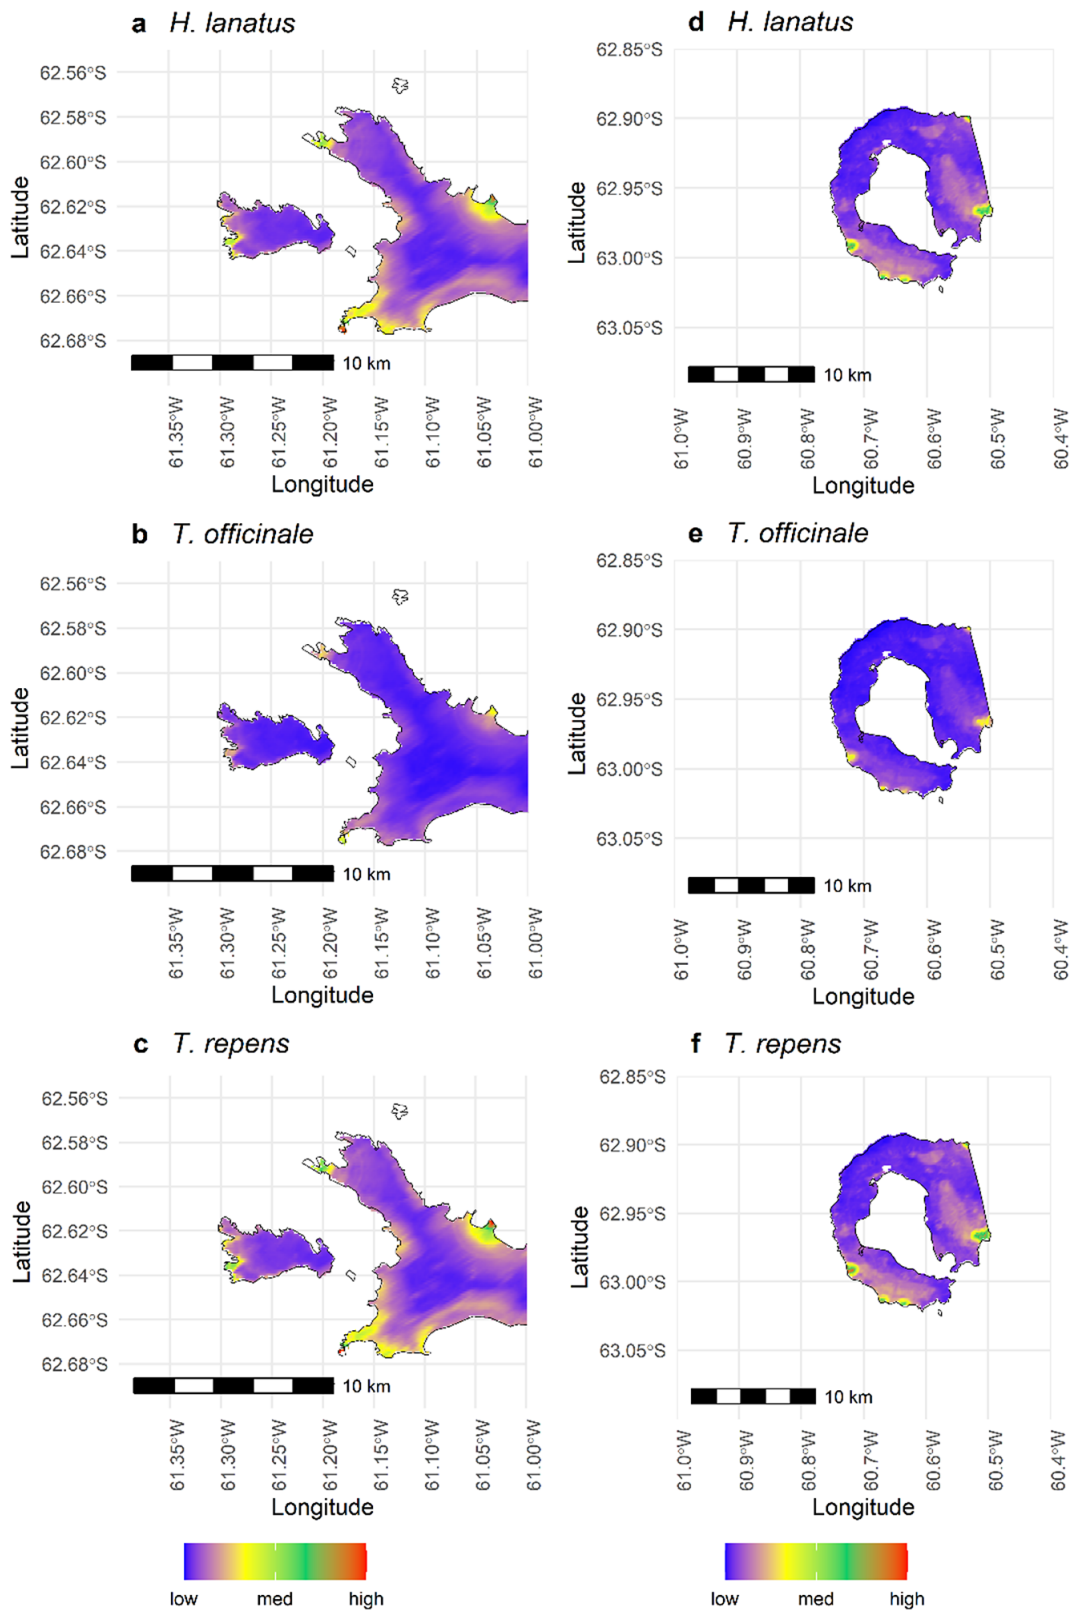 a H. lanatus
62.56°S
62.58°S
62.60°S
62.62°S
62.64°S
62.66°S
62.68°S
Latitude
10 km
61.35°W
61.30°W
61.25°W
61.20°W
61.15°W
61.10°W
61.05°W
61.00°W
Longitude
d H. lanatus
62.85°S
62.90°S
62.95°S
63.00°S
63.05°S
Latitude
10 km
61.0°W
60.9°W
60.8°W
60.7°W
60.6°W
60.5°W
60.4°W
Longitude
b T. officinale
62.56°S
62.58°S
62.60°S
62.62°S
62.64°S
62.66°S
62.68°S
Latitude
10 km
61.35°W
61.30°W
61.25°W
61.20°W
61.15°W
61.10°W
61.05°W
61.00°W
Longitude
e T. officinale
62.85°S
62.90°S
62.95°S
63.00°S
63.05°S
Latitude
10 km
61.0°W
60.9°W
60.8°W
60.7°W
60.6°W
60.5°W
60.4°W
Longitude
c T. repens
62.56°S
62.58°S
62.60°S
62.62°S
62.64°S
62.66°S
62.68°S
Latitude
10 km
61.35°W
61.30°W
61.25°W
61.20°W
61.15°W
61.10°W
61.05°W
61.00°W
Longitude
f T. repens
62.85°S
62.90°S
62.95°S
63.00°S
63.05°S
Latitude
10 km
61.0°W
60.9°W
60.8°W
60.7°W
60.6°W
60.5°W
60.4°W
Longitude
low med high
low med high